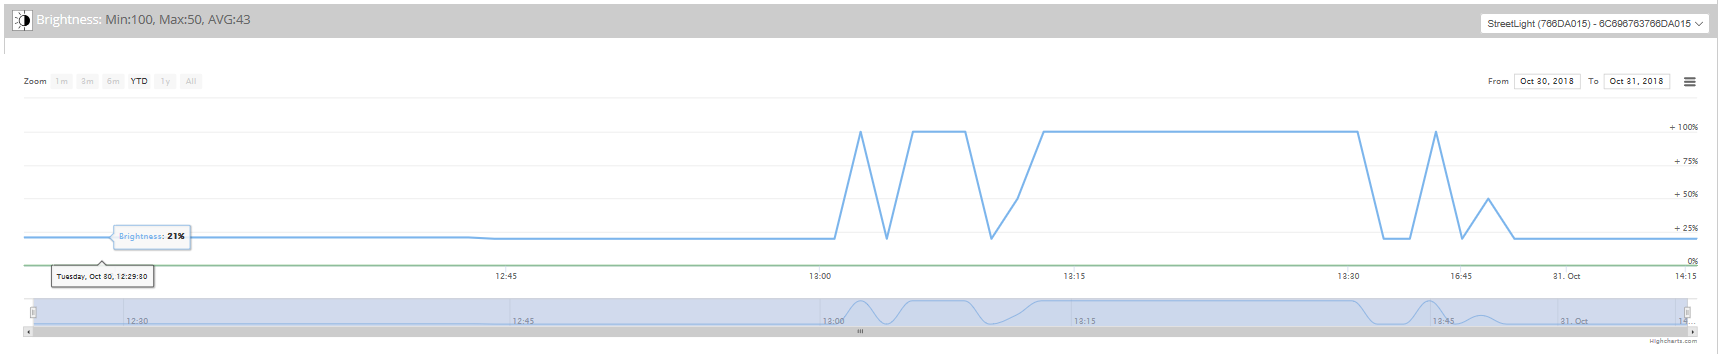 Brightness: Min:100, Max:50, AVG:43
StreetLight (766DA015) - 6C696763766DA015
Zoom 1m 3m 6m YTD 1y All
From Oct 30, 2018 To Oct 31, 2018
+ 100%
+ 75%
+ 50%
+ 25%
0%
Brightness: 21%
Tuesday, Oct 30, 12:29:30
12:45 13:00 13:15 13:30 16:45 31. Oct 14:15
12:30 12:45 13:00 13:15 13:45 31. Oct 14...
Highcharts.com